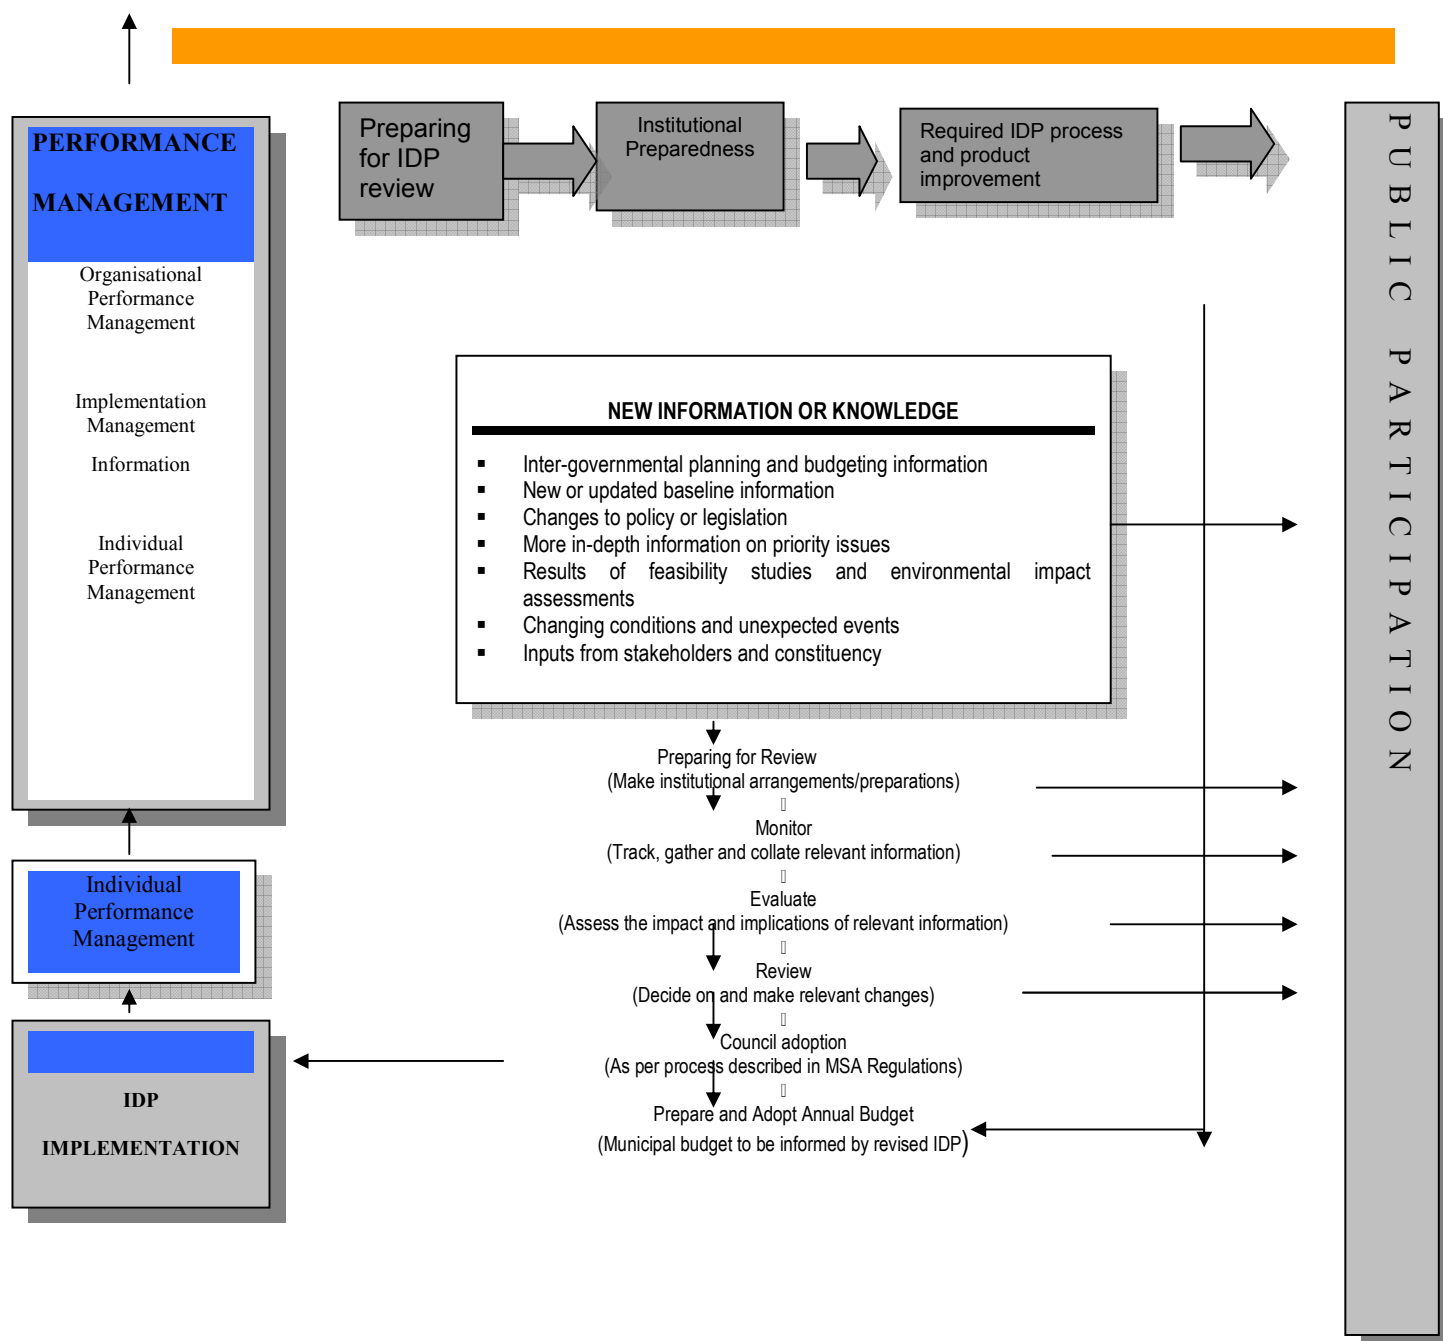 PERFORMANCE
MANAGEMENT
Organisational
Performance
Management
Implementation
Management
Information
Individual
Performance
Management
Individual
Performance
Management
IDP
IMPLEMENTATION
Preparing
for IDP
review
Institutional
Preparedness
Required IDP process
and product
improvement
NEW INFORMATION OR KNOWLEDGE
▪ Inter-governmental planning and budgeting information
▪ New or updated baseline information
▪ Changes to policy or legislation
▪ More in-depth information on priority issues
▪ Results of feasibility studies and environmental impact
assessments
▪ Changing conditions and unexpected events
▪ Inputs from stakeholders and constituency
Preparing for Review
(Make institutional arrangements/preparations)
Monitor
(Track, gather and collate relevant information)
Evaluate
(Assess the impact and implications of relevant information)
Review
(Decide on and make relevant changes)
Council adoption
(As per process described in MSA Regulations)
Prepare and Adopt Annual Budget
(Municipal budget to be informed by revised IDP)
PUBLIC PARTICIPATION